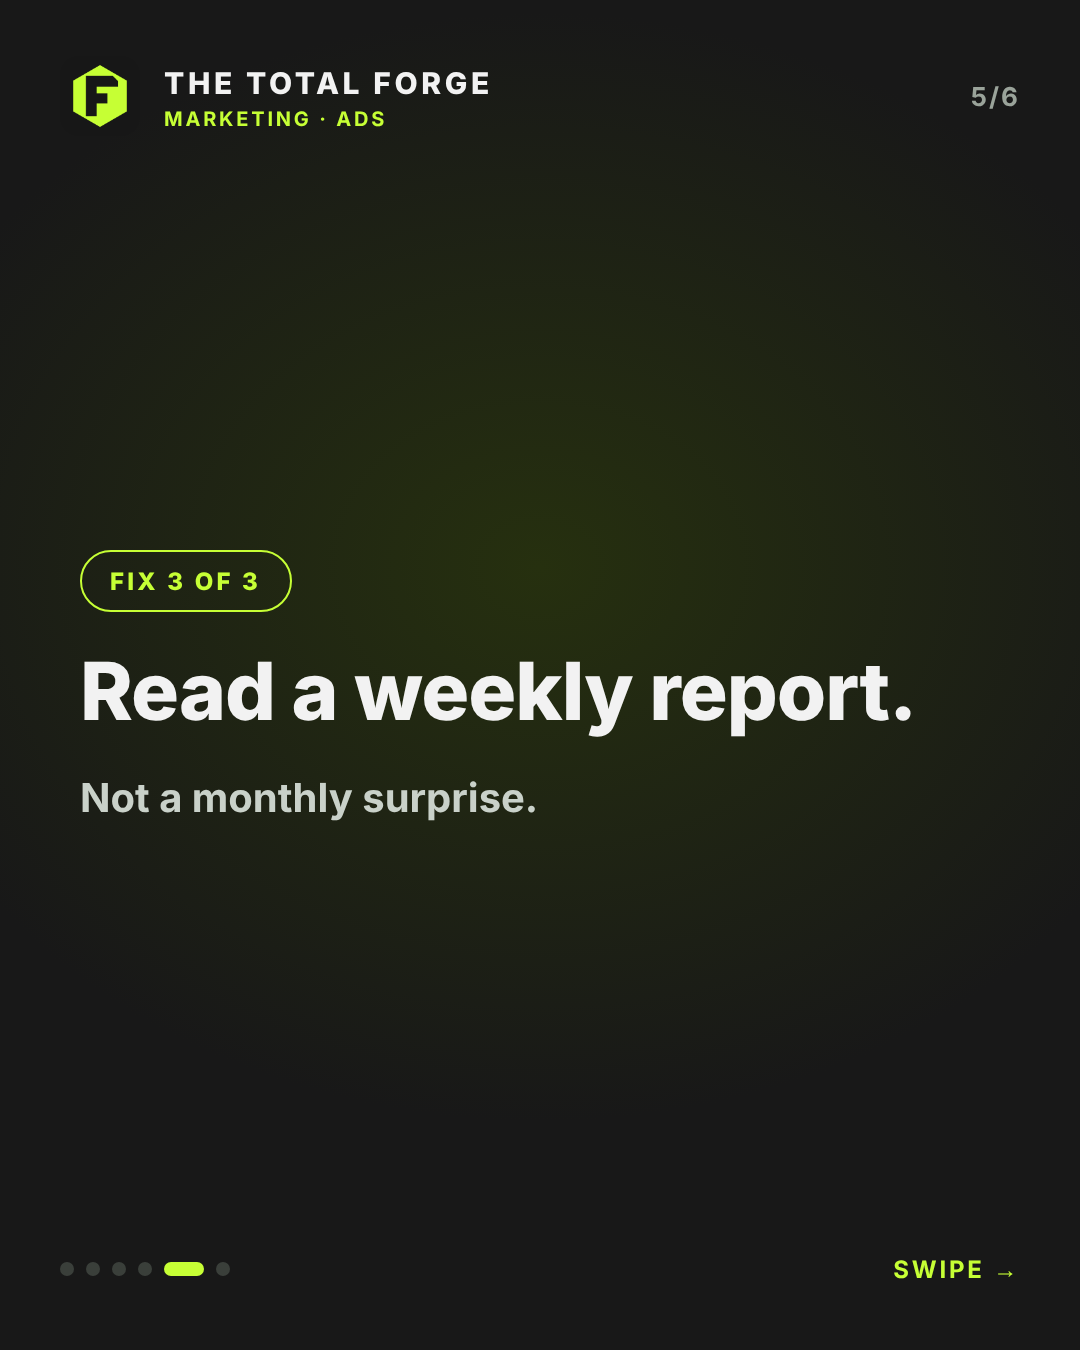 THE TOTAL FORGE
MARKETING · ADS
5/6
FIX 3 OF 3
Read a weekly report.
Not a monthly surprise.
SWIPE →